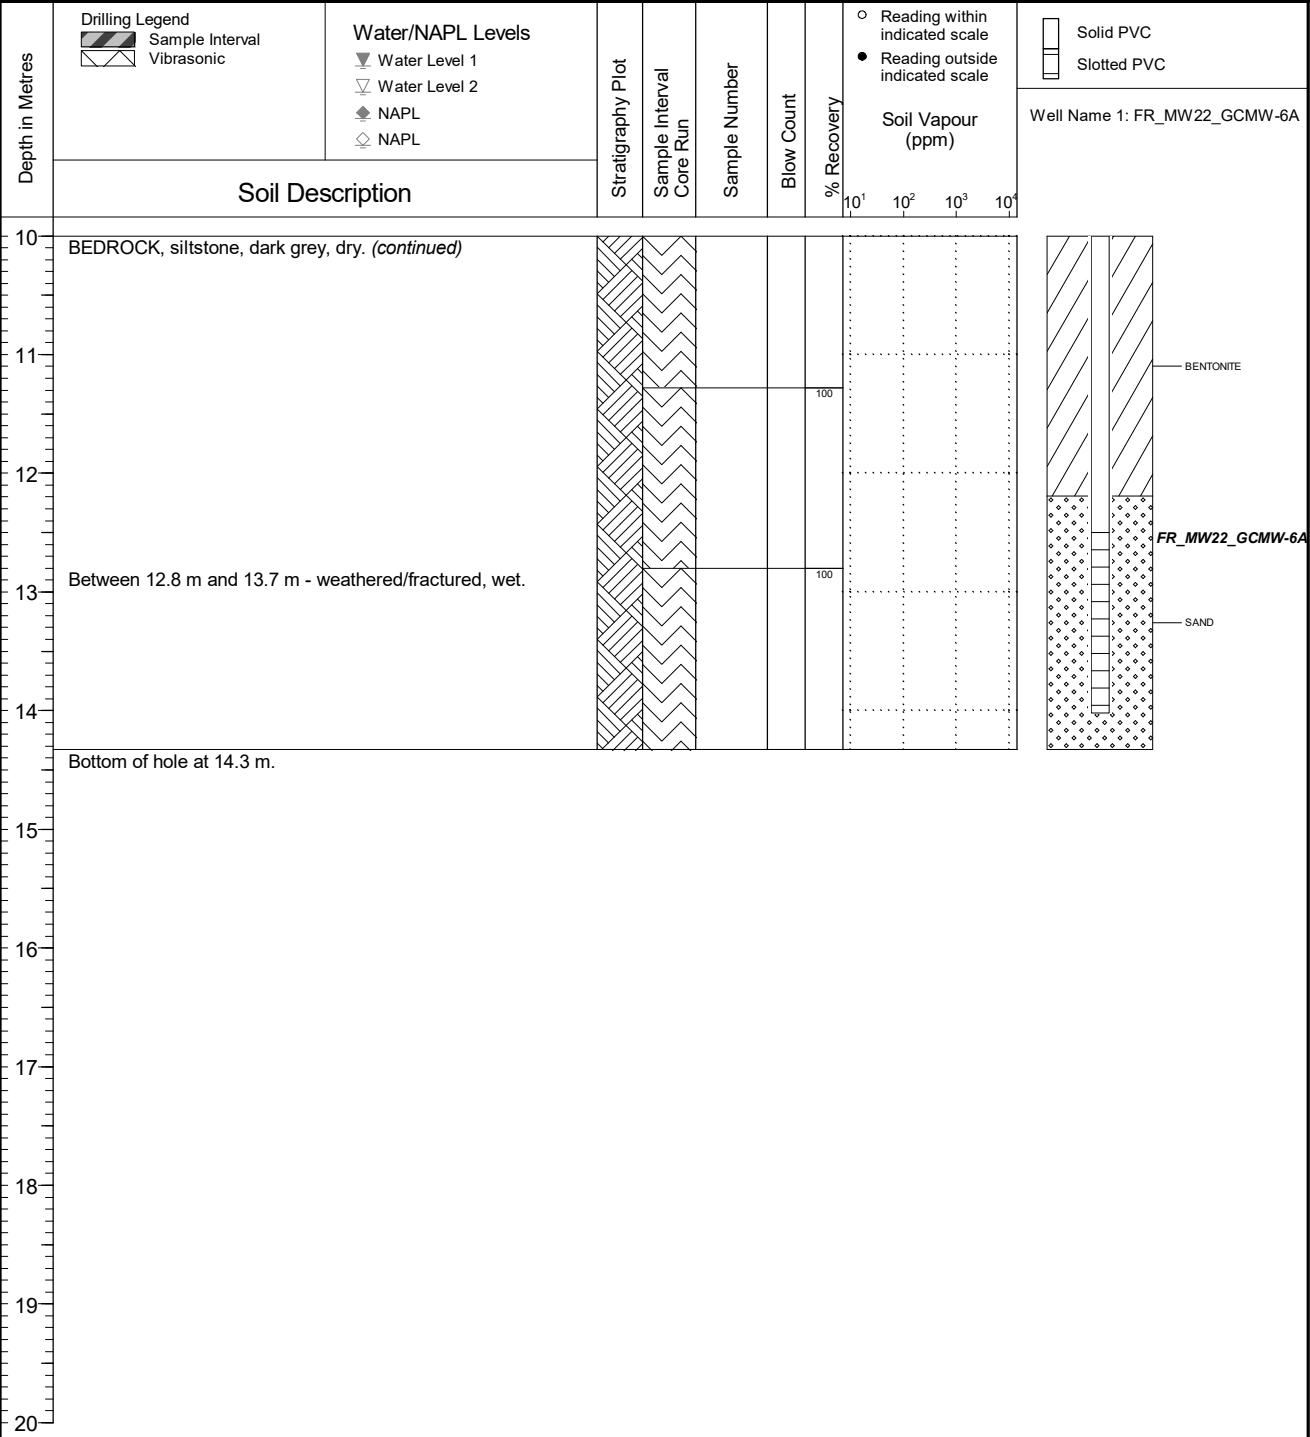 Depth in Metres
Drilling Legend
Sample Interval
Vibrasonic
Water/NAPL Levels
Water Level 1
Water Level 2
NAPL
NAPL
Soil Description
Stratigraphy Plot
Sample Interval
Core Run
Sample Number
Blow Count
% Recovery
Reading within
indicated scale
Reading outside
indicated scale
Soil Vapour
(ppm)
10¹ 10² 10³ 10⁴
Solid PVC
Slotted PVC
Well Name 1: FR_MW22_GCMW-6A
10
BEDROCK, siltstone, dark grey, dry. (continued)
11
BENTONITE
100
12
FR_MW22_GCMW-6A
100
Between 12.8 m and 13.7 m - weathered/fractured, wet.
13
SAND
14
Bottom of hole at 14.3 m.
15
16
17
18
19
20